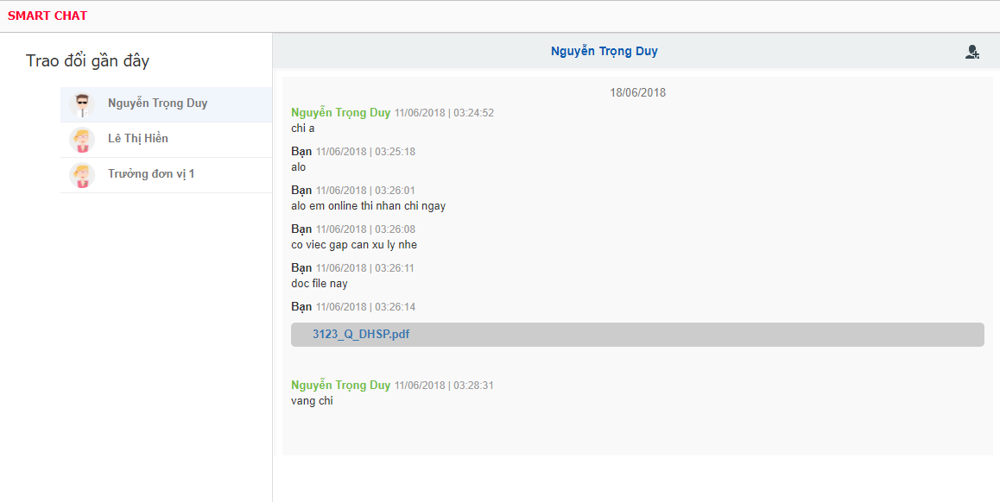 SMART CHAT
Trao đổi gần đây
Nguyễn Trọng Duy
Lê Thị Hiền
Trưởng đơn vị 1
Nguyễn Trọng Duy
18/06/2018
Nguyễn Trọng Duy 11/06/2018 | 03:24:52
chi a
Bạn 11/06/2018 | 03:25:18
alo
Bạn 11/06/2018 | 03:26:01
alo em online thi nhan chi ngay
Bạn 11/06/2018 | 03:26:08
co viec gap can xu ly nhe
Bạn 11/06/2018 | 03:26:11
doc file nay
Bạn 11/06/2018 | 03:26:14
3123_Q_DHSP.pdf
Nguyễn Trọng Duy 11/06/2018 | 03:28:31
vang chi